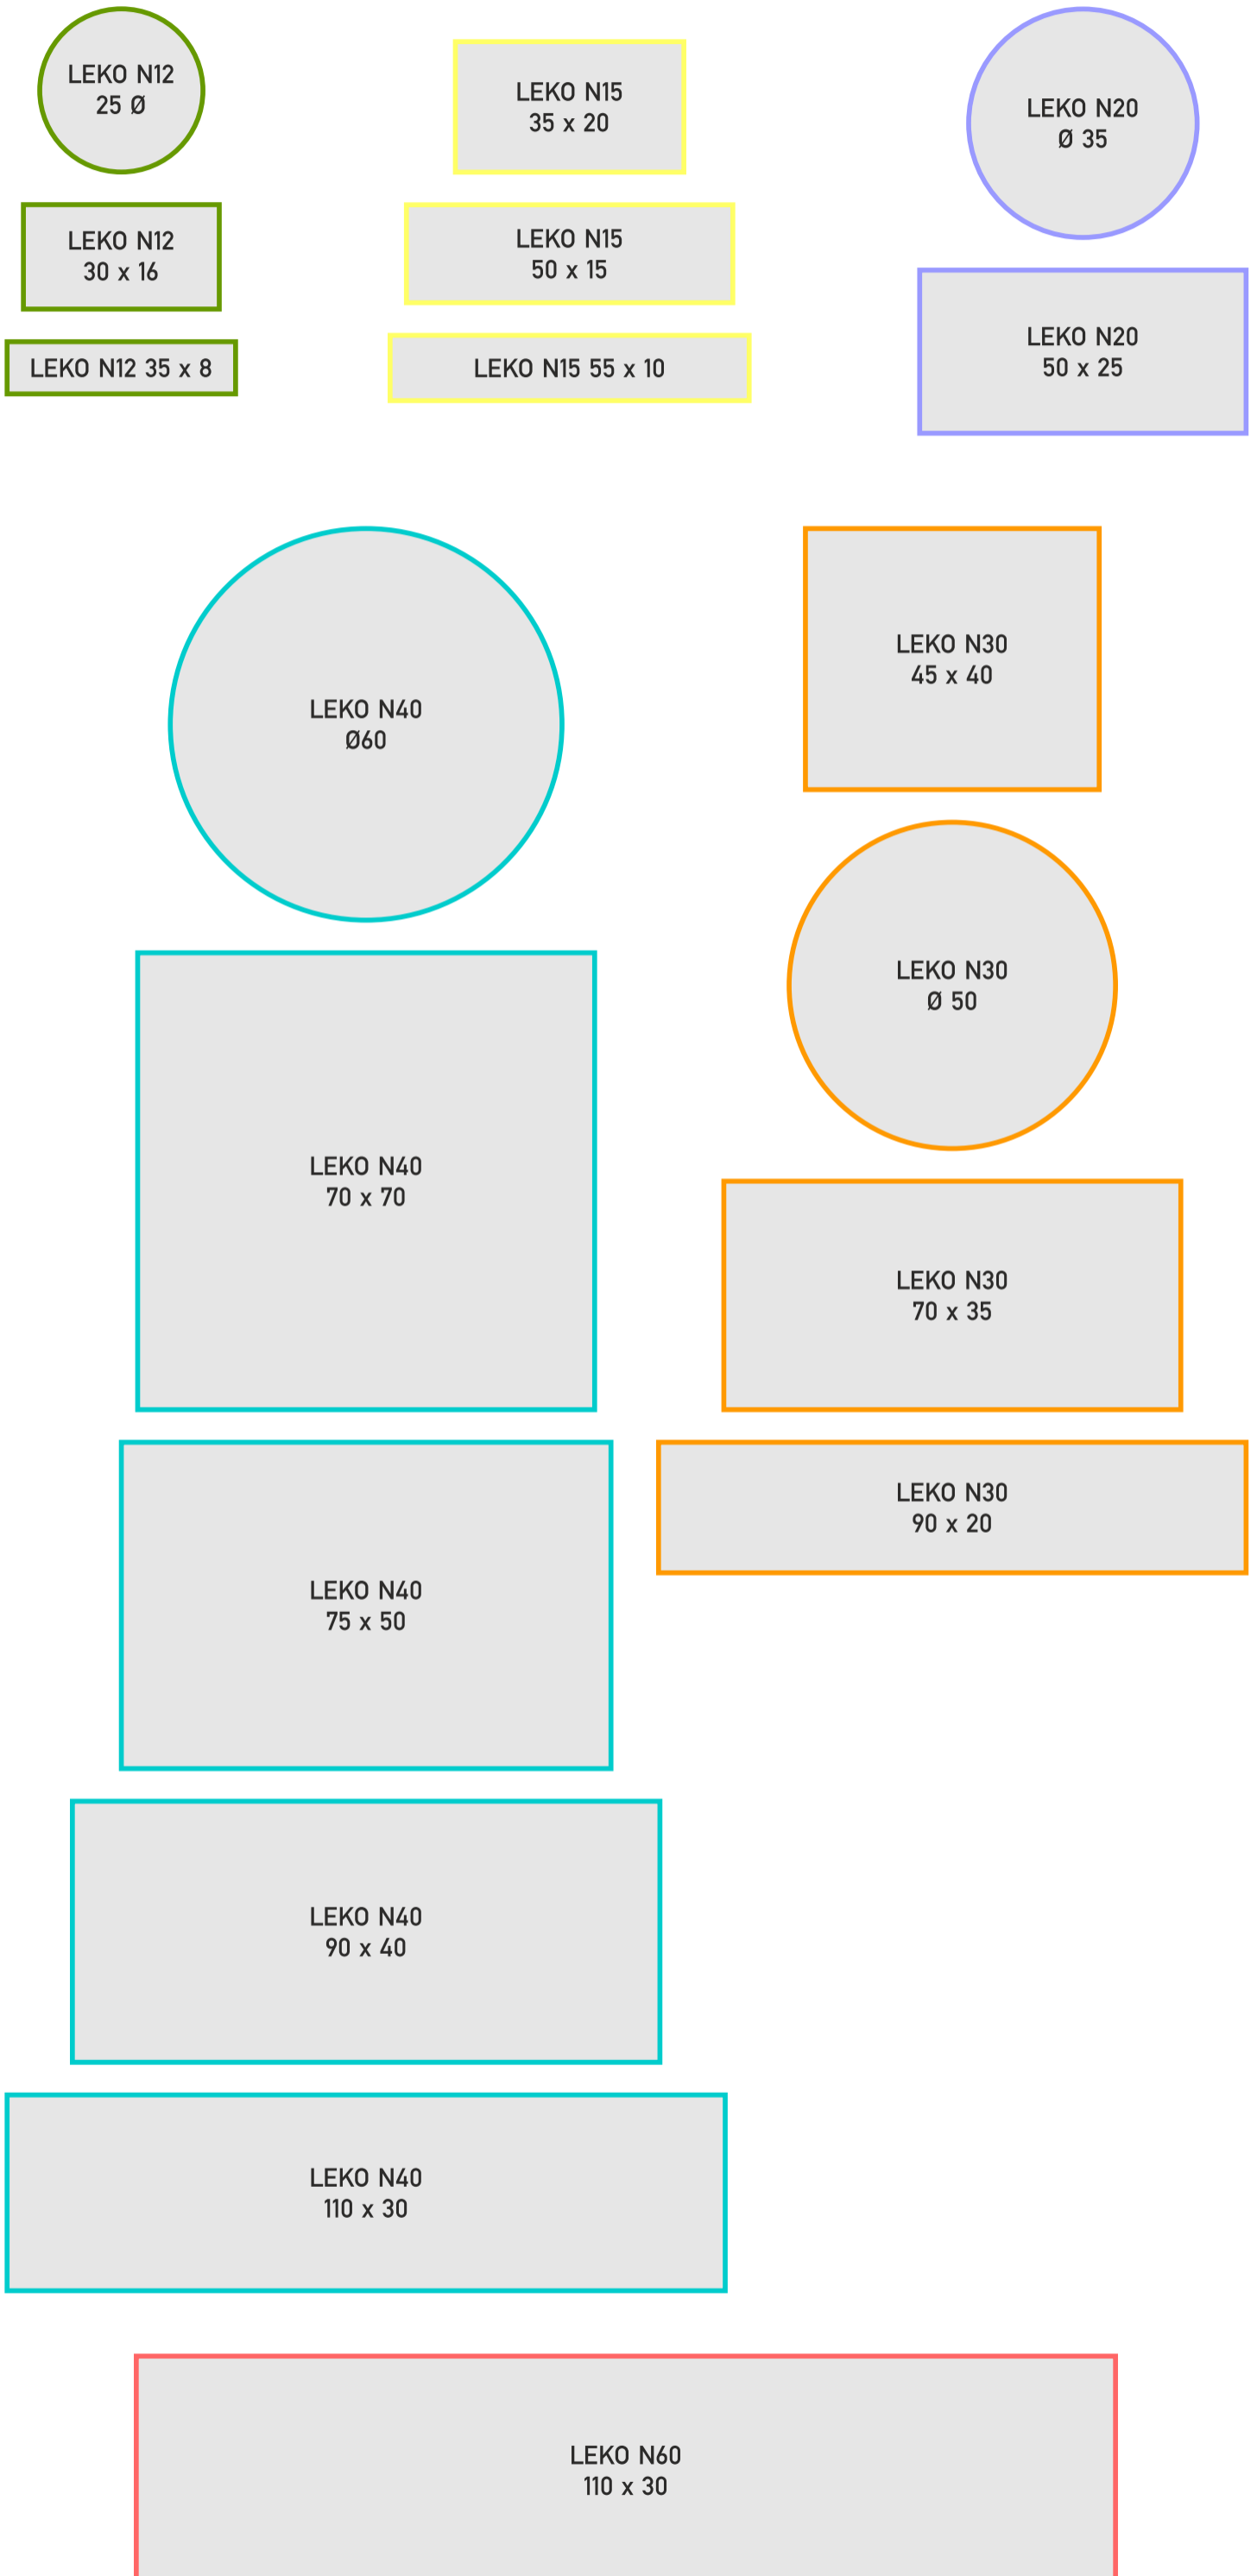 LEKO N12
25 Ø
LEKO N15
35 x 20
LEKO N20
Ø 35
LEKO N12
30 x 16
LEKO N15
50 x 15
LEKO N20
50 x 25
LEKO N12 35 x 8
LEKO N15 55 x 10
LEKO N40
Ø60
LEKO N30
45 x 40
LEKO N30
Ø 50
LEKO N40
70 x 70
LEKO N30
70 x 35
LEKO N40
75 x 50
LEKO N30
90 x 20
LEKO N40
90 x 40
LEKO N40
110 x 30
LEKO N60
110 x 30